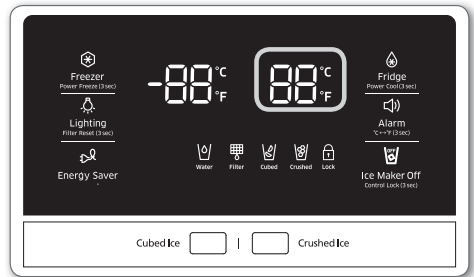 Freezer
Power Freeze (3 sec)
Lighting
Filter Reset (3 sec)
Energy Saver
-88 °C °F
88 °C °F
Water Filter Cubed Crushed Lock
Fridge
Power Cool (3 sec)
Alarm
°C ↔ °F (3 sec)
OFF
Ice Maker Off
Control Lock (3 sec)
Cubed Ice | Crushed Ice